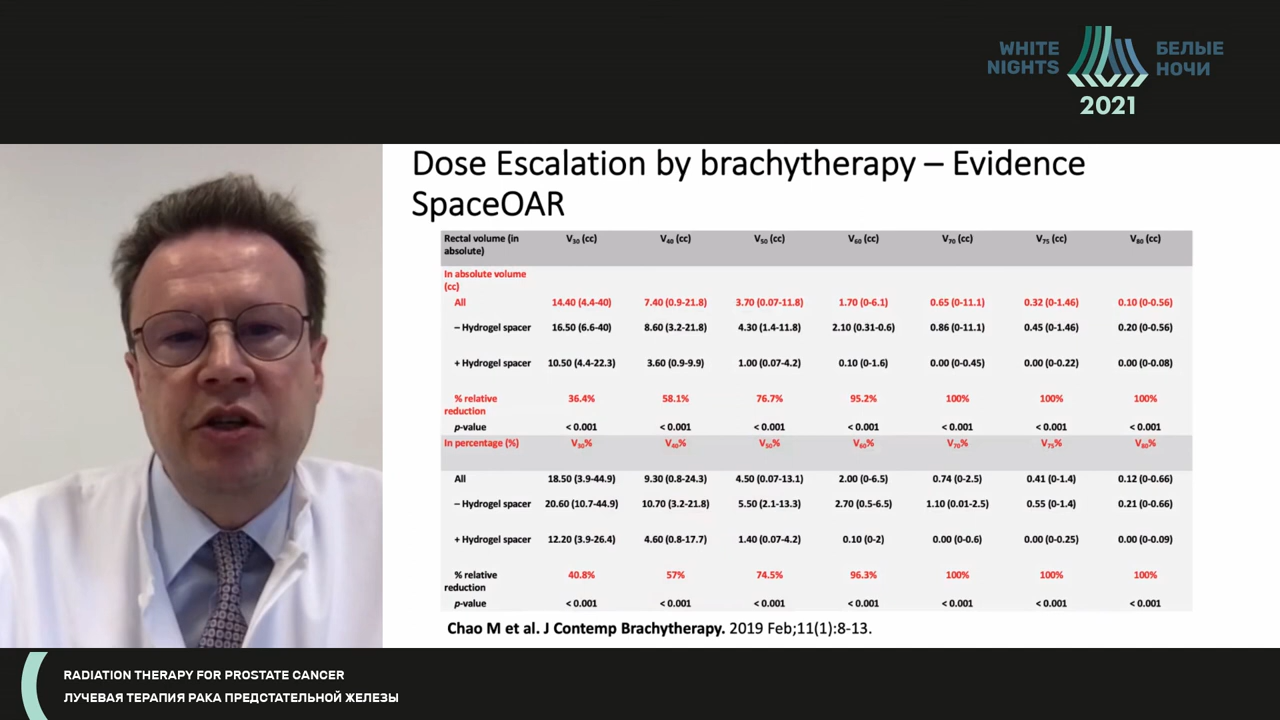 WHITE
NIGHTS
БЕЛЫЕ
НОЧИ
2021
Dose Escalation by brachytherapy – Evidence
SpaceOAR
Rectal volume (in absolute) V30 (cc) V40 (cc) V50 (cc) V60 (cc) V70 (cc) V75 (cc) V80 (cc)
In absolute volume (cc)
All 14.40 (4.4-40) 7.40 (0.9-21.8) 3.70 (0.07-11.8) 1.70 (0-6.1) 0.65 (0-11.1) 0.32 (0-1.46) 0.10 (0-0.56)
– Hydrogel spacer 16.50 (6.6-40) 8.60 (3.2-21.8) 4.30 (1.4-11.8) 2.10 (0.31-0.6) 0.86 (0-11.1) 0.45 (0-1.46) 0.20 (0-0.56)
+ Hydrogel spacer 10.50 (4.4-22.3) 3.60 (0.9-9.9) 1.00 (0.07-4.2) 0.10 (0-1.6) 0.00 (0-0.45) 0.00 (0-0.22) 0.00 (0-0.08)
% relative reduction 36.4% 58.1% 76.7% 95.2% 100% 100% 100%
p-value < 0.001 < 0.001 < 0.001 < 0.001 < 0.001 < 0.001 < 0.001
In percentage (%) V30% V40% V50% V60% V70% V75% V80%
All 18.50 (3.9-44.9) 9.30 (0.8-24.3) 4.50 (0.07-13.1) 2.00 (0-6.5) 0.74 (0-2.5) 0.41 (0-1.4) 0.12 (0-0.66)
– Hydrogel spacer 20.60 (10.7-44.9) 10.70 (3.2-21.8) 5.50 (2.1-13.3) 2.70 (0.5-6.5) 1.10 (0.01-2.5) 0.55 (0-1.4) 0.21 (0-0.66)
+ Hydrogel spacer 12.20 (3.9-26.4) 4.60 (0.8-17.7) 1.40 (0.07-4.2) 0.10 (0-2) 0.00 (0-0.6) 0.00 (0-0.25) 0.00 (0-0.09)
% relative reduction 40.8% 57% 74.5% 96.3% 100% 100% 100%
p-value < 0.001 < 0.001 < 0.001 < 0.001 < 0.001 < 0.001 < 0.001
Chao M et al. J Contemp Brachytherapy. 2019 Feb;11(1):8-13.
RADIATION THERAPY FOR PROSTATE CANCER
ЛУЧЕВАЯ ТЕРАПИЯ РАКА ПРЕДСТАТЕЛЬНОЙ ЖЕЛЕЗЫ